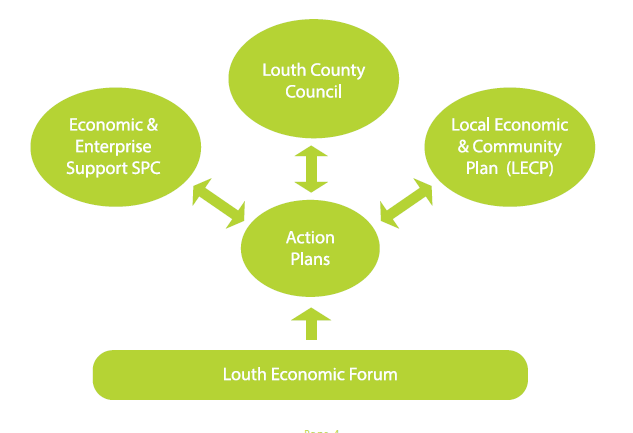 Louth County
Council
Economic &
Enterprise
Support SPC
Local Economic
& Community
Plan (LECP)
Action
Plans
Louth Economic Forum